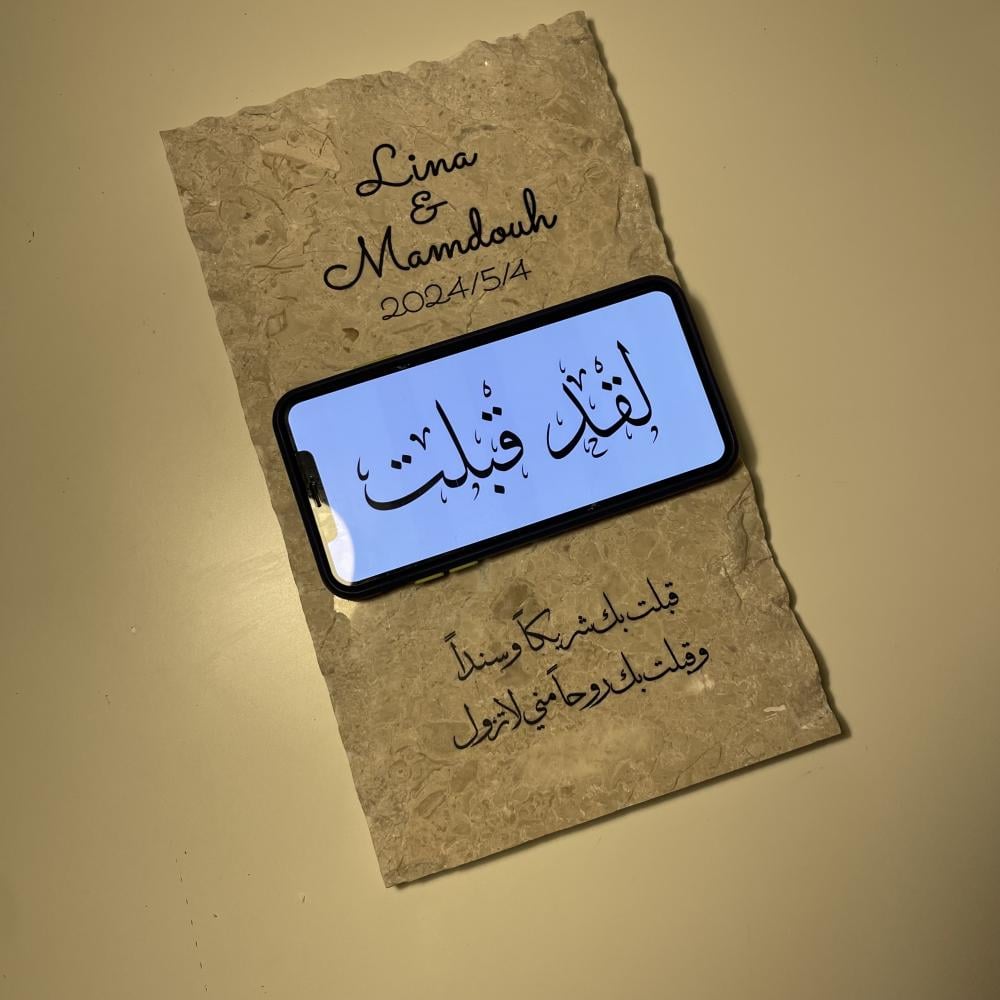 Lina
&
Mamdouh
2024/5/4
لقد قبلت
قبلت بك شريكاً وسنداً
وقبلت بك روحاً مني لا تزول